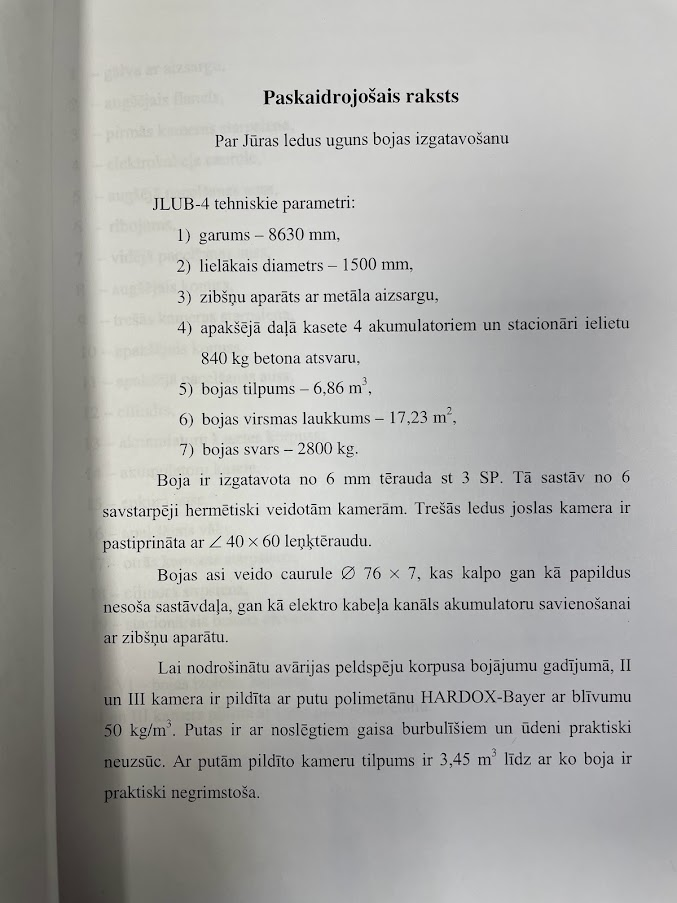 Paskaidrojošais raksts
Par Jūras ledus uguns bojas izgatavošanu
JLUB-4 tehniskie parametri:
1) garums – 8630 mm,
2) lielākais diametrs – 1500 mm,
3) zibšņu aparāts ar metāla aizsargu,
4) apakšējā daļā kasete 4 akumulatoriem un stacionāri ielietu
840 kg betona atsvaru,
5) bojas tilpums – 6,86 m³,
6) bojas virsmas laukkums – 17,23 m²,
7) bojas svars – 2800 kg.
Boja ir izgatavota no 6 mm tērauda st 3 SP. Tā sastāv no 6
savstarpēji hermētiski veidotām kamerām. Trešās ledus joslas kamera ir
pastiprināta ar ∠ 40 × 60 leņķtēraudu.
Bojas asi veido caurule ∅ 76 × 7, kas kalpo gan kā papildus
nesoša sastāvdaļa, gan kā elektro kabeļa kanāls akumulatoru savienošanai
ar zibšņu aparātu.
Lai nodrošinātu avārijas peldspēju korpusa bojājumu gadījumā, II
un III kamera ir pildīta ar putu polimetānu HARDOX-Bayer ar blīvumu
50 kg/m³. Putas ir ar noslēgtiem gaisa burbulīšiem un ūdeni praktiski
neuzsūc. Ar putām pildīto kameru tilpums ir 3,45 m³ līdz ar ko boja ir
praktiski negrimstoša.